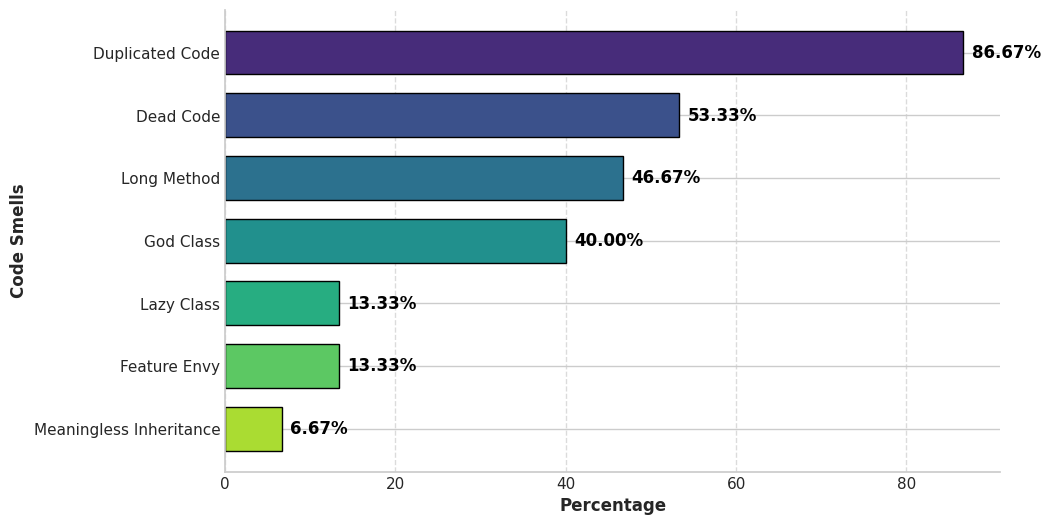 Duplicated Code 86.67%
Dead Code 53.33%
Long Method 46.67%
God Class 40.00%
Lazy Class 13.33%
Feature Envy 13.33%
Meaningless Inheritance 6.67%
0 20 40 60 80
Percentage
Code Smells